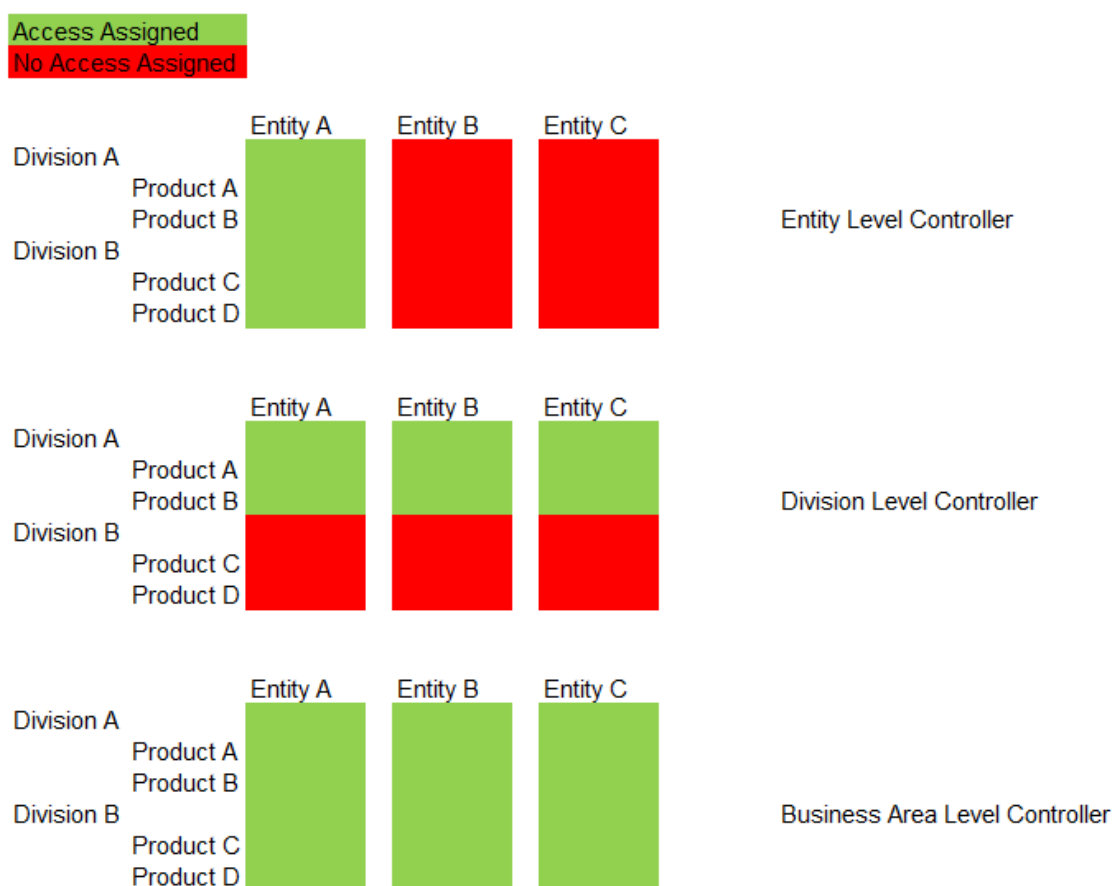 Access Assigned
No Access Assigned
Entity A Entity B Entity C
Division A
Product A
Product B Entity Level Controller
Division B
Product C
Product D
Entity A Entity B Entity C
Division A
Product A
Product B Division Level Controller
Division B
Product C
Product D
Entity A Entity B Entity C
Division A
Product A
Product B
Division B Business Area Level Controller
Product C
Product D